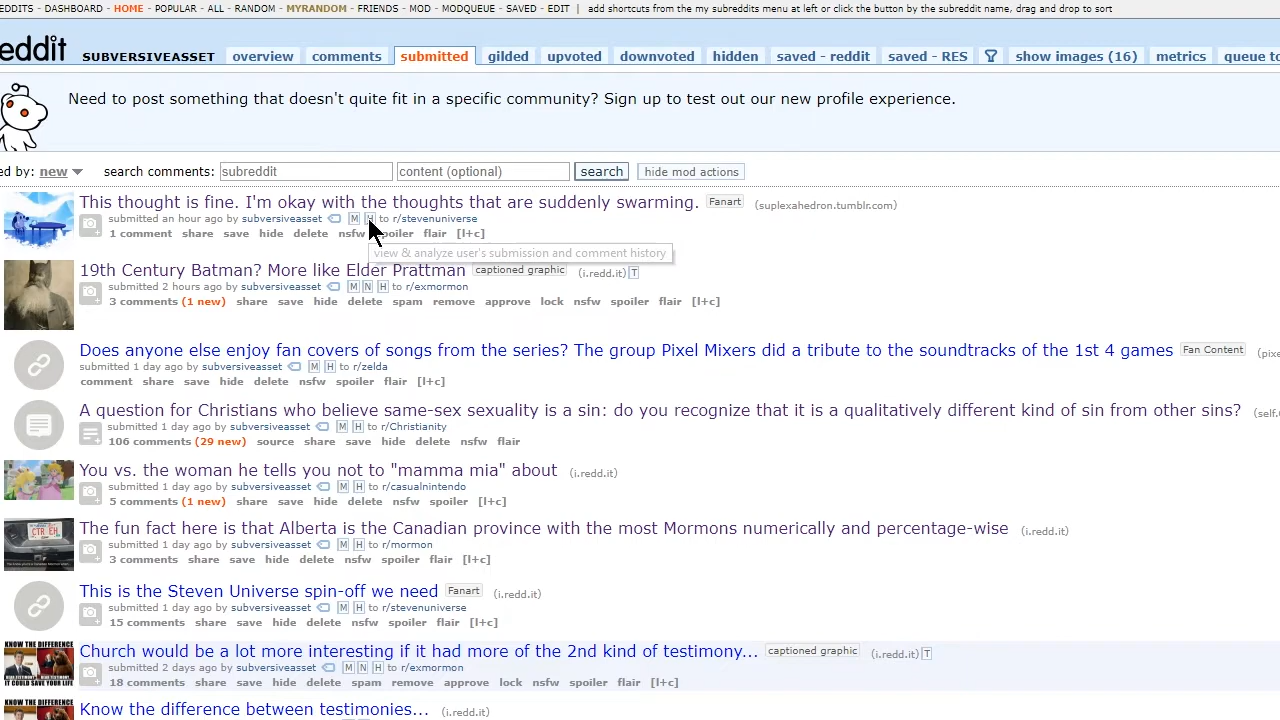 EDDITS - DASHBOARD - HOME - POPULAR - ALL - RANDOM - MYRANDOM - FRIENDS - MOD - MODQUEUE - SAVED - EDIT | add shortcuts from the my subreddits menu at left or click the button by the subreddit name, drag and drop to sort
eddit SUBVERSIVEASSET overview comments submitted gilded upvoted downvoted hidden saved - reddit saved - RES show images (16) metrics queue to
Need to post something that doesn't quite fit in a specific community? Sign up to test out our new profile experience.
ed by: new search comments: subreddit content (optional) search hide mod actions
This thought is fine. I'm okay with the thoughts that are suddenly swarming. Fanart (suplexahedron.tumblr.com)
submitted an hour ago by subversiveasset M H to r/stevenuniverse
1 comment share save hide delete nsfw spoiler flair [l+c]
view & analyze user's submission and comment history
19th Century Batman? More like Elder Prattman captioned graphic (i.redd.it) T
submitted 2 hours ago by subversiveasset M N H to r/exmormon
3 comments (1 new) share save hide delete spam remove approve lock nsfw spoiler flair [l+c]
Does anyone else enjoy fan covers of songs from the series? The group Pixel Mixers did a tribute to the soundtracks of the 1st 4 games Fan Content (pixe
submitted 1 day ago by subversiveasset M H to r/zelda
comment share save hide delete nsfw spoiler flair [l+c]
A question for Christians who believe same-sex sexuality is a sin: do you recognize that it is a qualitatively different kind of sin from other sins? (self.
submitted 1 day ago by subversiveasset M H to r/Christianity
106 comments (29 new) source share save hide delete nsfw flair
You vs. the woman he tells you not to "mamma mia" about (i.redd.it)
submitted 1 day ago by subversiveasset M H to r/casualnintendo
5 comments (1 new) share save hide delete nsfw spoiler [l+c]
The fun fact here is that Alberta is the Canadian province with the most Mormons numerically and percentage-wise (i.redd.it)
submitted 1 day ago by subversiveasset M H to r/mormon
3 comments share save hide delete nsfw spoiler flair [l+c]
This is the Steven Universe spin-off we need Fanart (i.redd.it)
submitted 1 day ago by subversiveasset M H to r/stevenuniverse
15 comments share save hide delete nsfw spoiler flair [l+c]
KNOW THE DIFFERENCE
IT COULD SAVE YOUR LIFE
Church would be a lot more interesting if it had more of the 2nd kind of testimony... captioned graphic (i.redd.it) T
submitted 2 days ago by subversiveasset M N H to r/exmormon
18 comments share save hide delete spam remove approve lock nsfw spoiler flair [l+c]
KNOW THE DIFFERENCE
Know the difference between testimonies... (i.redd.it)